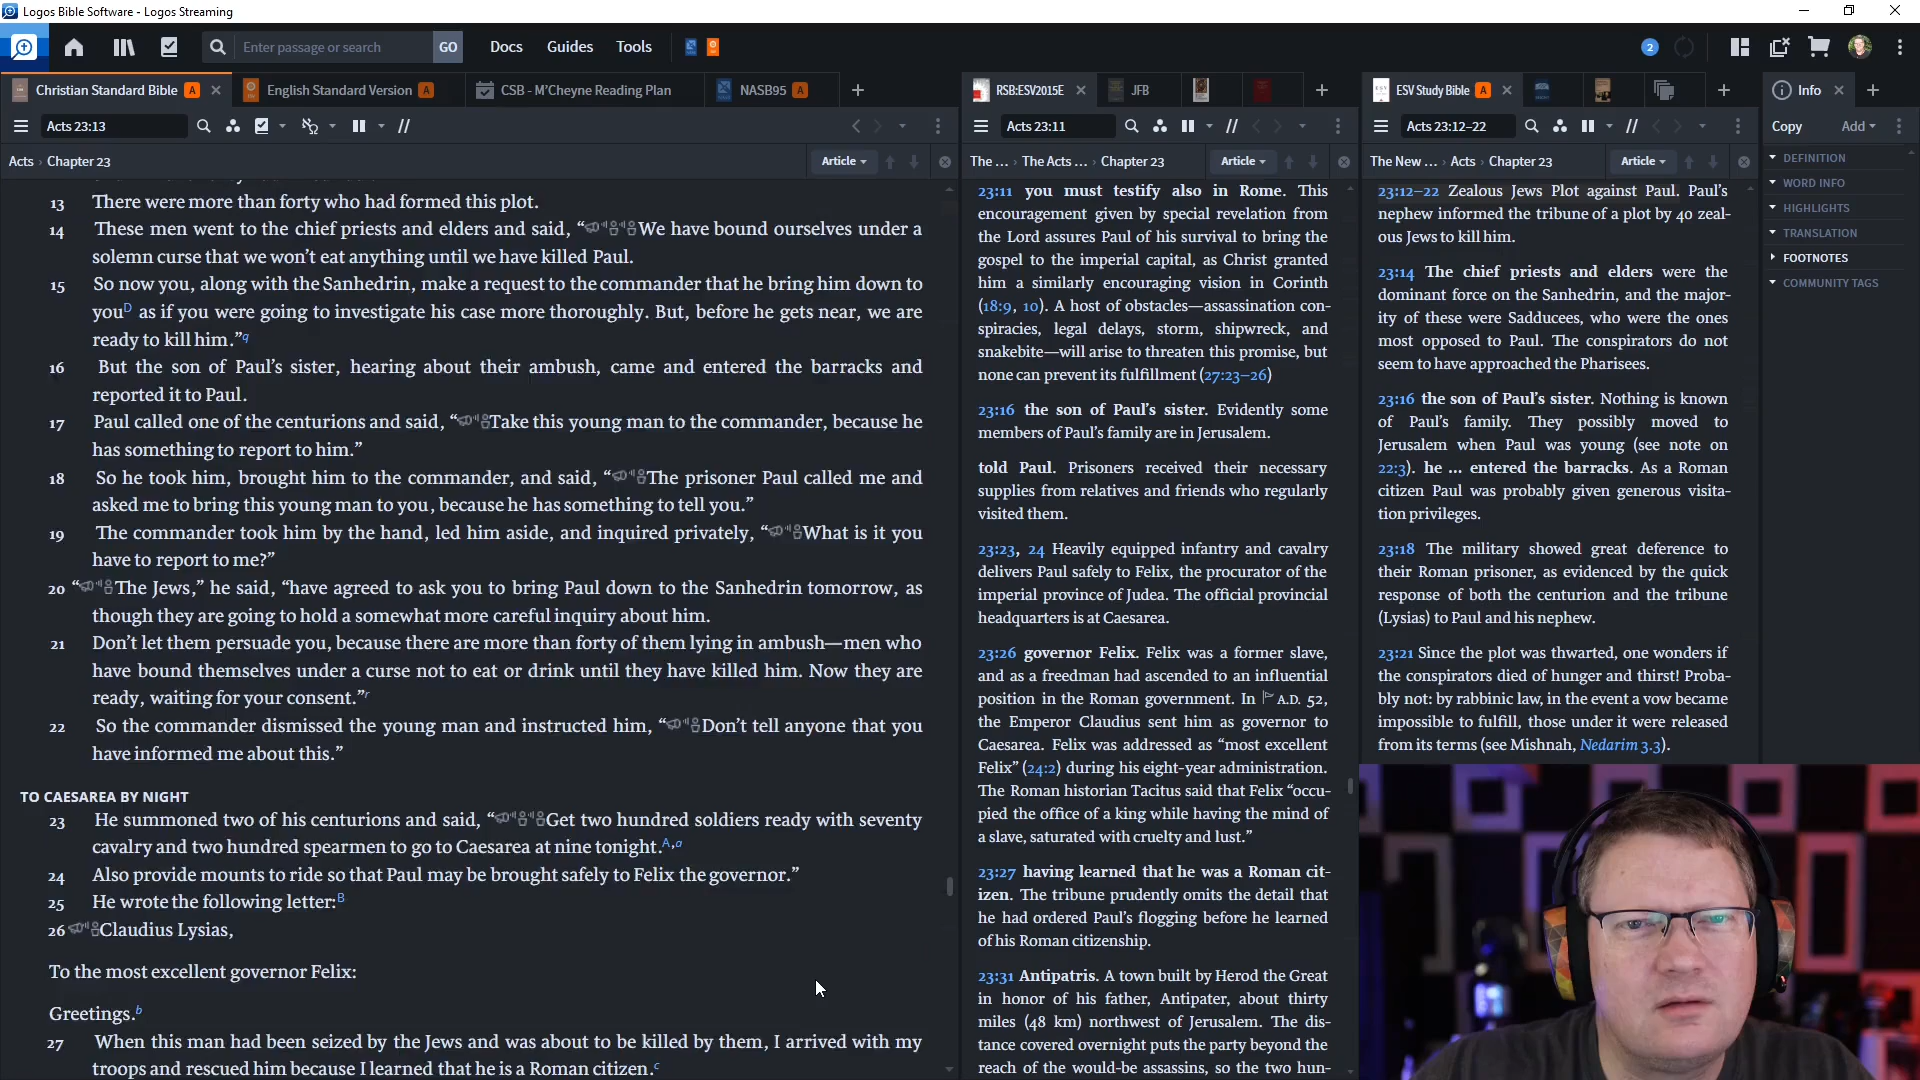 Logos Bible Software - Logos Streaming
Enter passage or search
GO
Docs
Guides
Tools
2
Christian Standard Bible A
English Standard Version A
CSB - M'Cheyne Reading Plan
NASB95 A
RSB:ESV2015E
JFB
ESV Study Bible A
Info
Acts 23:13
Acts 23:11
Acts 23:12–22
Copy
Add
Acts › Chapter 23
Article
The ... › The Acts ... › Chapter 23
Article
The New ... › Acts › Chapter 23
Article
13 There were more than forty who had formed this plot.
14 These men went to the chief priests and elders and said, “We have bound ourselves under a
solemn curse that we won’t eat anything until we have killed Paul.
15 So now you, along with the Sanhedrin, make a request to the commander that he bring him down to
youD as if you were going to investigate his case more thoroughly. But, before he gets near, we are
ready to kill him.”q
16 But the son of Paul’s sister, hearing about their ambush, came and entered the barracks and
reported it to Paul.
17 Paul called one of the centurions and said, “Take this young man to the commander, because he
has something to report to him.”
18 So he took him, brought him to the commander, and said, “The prisoner Paul called me and
asked me to bring this young man to you, because he has something to tell you.”
19 The commander took him by the hand, led him aside, and inquired privately, “What is it you
have to report to me?”
20 “The Jews,” he said, “have agreed to ask you to bring Paul down to the Sanhedrin tomorrow, as
though they are going to hold a somewhat more careful inquiry about him.
21 Don’t let them persuade you, because there are more than forty of them lying in ambush—men who
have bound themselves under a curse not to eat or drink until they have killed him. Now they are
ready, waiting for your consent.”r
22 So the commander dismissed the young man and instructed him, “Don’t tell anyone that you
have informed me about this.”
TO CAESAREA BY NIGHT
23 He summoned two of his centurions and said, “Get two hundred soldiers ready with seventy
cavalry and two hundred spearmen to go to Caesarea at nine tonight.A,a
24 Also provide mounts to ride so that Paul may be brought safely to Felix the governor.”
25 He wrote the following letter:B
26 Claudius Lysias,
To the most excellent governor Felix:
Greetings.b
27 When this man had been seized by the Jews and was about to be killed by them, I arrived with my
troops and rescued him because I learned that he is a Roman citizen.c
23:11 you must testify also in Rome. This
encouragement given by special revelation from
the Lord assures Paul of his survival to bring the
gospel to the imperial capital, as Christ granted
him a similarly encouraging vision in Corinth
(18:9, 10). A host of obstacles—assassination con-
spiracies, legal delays, storm, shipwreck, and
snakebite—will arise to threaten this promise, but
none can prevent its fulfillment (27:23–26)
23:16 the son of Paul’s sister. Evidently some
members of Paul’s family are in Jerusalem.
told Paul. Prisoners received their necessary
supplies from relatives and friends who regularly
visited them.
23:23, 24 Heavily equipped infantry and cavalry
delivers Paul safely to Felix, the procurator of the
imperial province of Judea. The official provincial
headquarters is at Caesarea.
23:26 governor Felix. Felix was a former slave,
and as a freedman had ascended to an influential
position in the Roman government. In A.D. 52,
the Emperor Claudius sent him as governor to
Caesarea. Felix was addressed as “most excellent
Felix” (24:2) during his eight-year administration.
The Roman historian Tacitus said that Felix “occu-
pied the office of a king while having the mind of
a slave, saturated with cruelty and lust.”
23:27 having learned that he was a Roman cit-
izen. The tribune prudently omits the detail that
he had ordered Paul’s flogging before he learned
of his Roman citizenship.
23:31 Antipatris. A town built by Herod the Great
in honor of his father, Antipater, about thirty
miles (48 km) northwest of Jerusalem. The dis-
tance covered overnight puts the party beyond the
reach of the would-be assassins, so the two hun-
23:12–22 Zealous Jews Plot against Paul. Paul’s
nephew informed the tribune of a plot by 40 zeal-
ous Jews to kill him.
23:14 The chief priests and elders were the
dominant force on the Sanhedrin, and the major-
ity of these were Sadducees, who were the ones
most opposed to Paul. The conspirators do not
seem to have approached the Pharisees.
23:16 the son of Paul’s sister. Nothing is known
of Paul’s family. They possibly moved to
Jerusalem when Paul was young (see note on
22:3). he ... entered the barracks. As a Roman
citizen Paul was probably given generous visita-
tion privileges.
23:18 The military showed great deference to
their Roman prisoner, as evidenced by the quick
response of both the centurion and the tribune
(Lysias) to Paul and his nephew.
23:21 Since the plot was thwarted, one wonders if
the conspirators died of hunger and thirst! Proba-
bly not: by rabbinic law, in the event a vow became
impossible to fulfill, those under it were released
from its terms (see Mishnah, Nedarim 3.3).
DEFINITION
WORD INFO
HIGHLIGHTS
TRANSLATION
FOOTNOTES
COMMUNITY TAGS